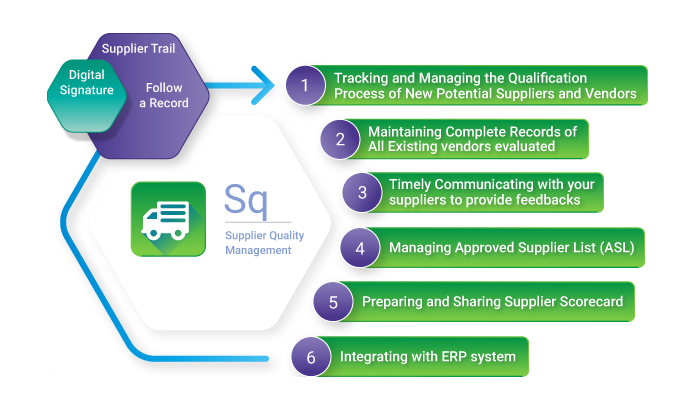 Supplier Trail
Digital
Signature
Follow
a Record
1
Tracking and Managing the Qualification
Process of New Potential Suppliers and Vendors
2
Maintaining Complete Records of
All Existing vendors evaluated
3
Timely Communicating with your
suppliers to provide feedbacks
Sq
Supplier Quality
Management
4
Managing Approved Supplier List (ASL)
5
Preparing and Sharing Supplier Scorecard
6
Integrating with ERP system